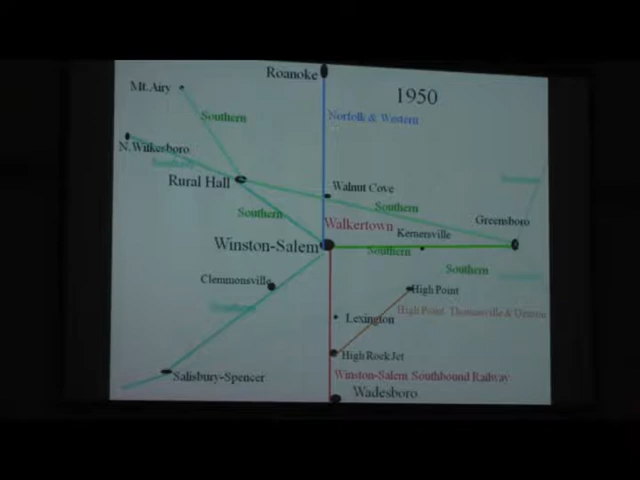 Roanoke
Mt. Airy
1950
Southern
Norfolk & Western
N. Wilkesboro
Southern
Rural Hall
Walnut Cove
Southern
Southern
Greensboro
Walkertown
Kernersville
Winston-Salem
Southern
Southern
Clemmonsville
High Point
High Point- Thomasville & Denton
Lexington
High Rock Jct
Salisbury-Spencer
Winston-Salem Southbound Railway
Wadesboro